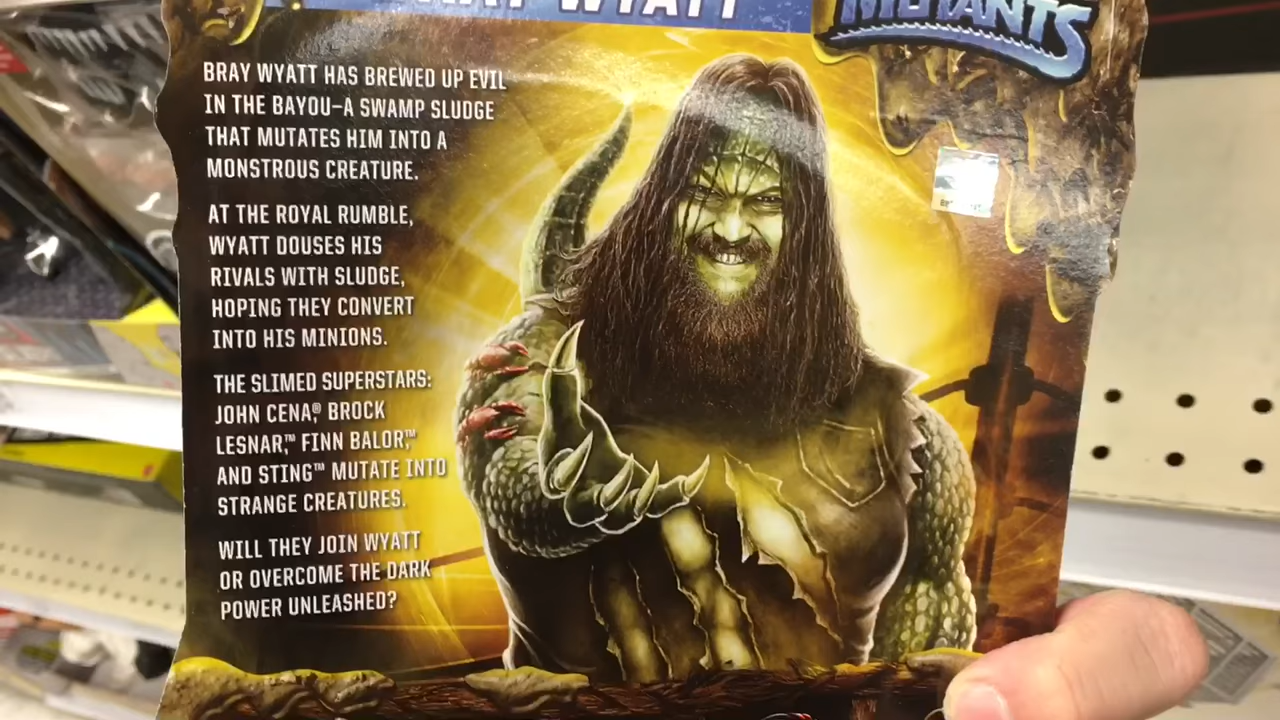 WYATT
MUTANTS
BRAY WYATT HAS BREWED UP EVIL
IN THE BAYOU–A SWAMP SLUDGE
THAT MUTATES HIM INTO A
MONSTROUS CREATURE.
AT THE ROYAL RUMBLE,
WYATT DOUSES HIS
RIVALS WITH SLUDGE,
HOPING THEY CONVERT
INTO HIS MINIONS.
THE SLIMED SUPERSTARS:
JOHN CENA,® BROCK
LESNAR,™ FINN BALOR,™
AND STING™ MUTATE INTO
STRANGE CREATURES.
WILL THEY JOIN WYATT
OR OVERCOME THE DARK
POWER UNLEASHED?